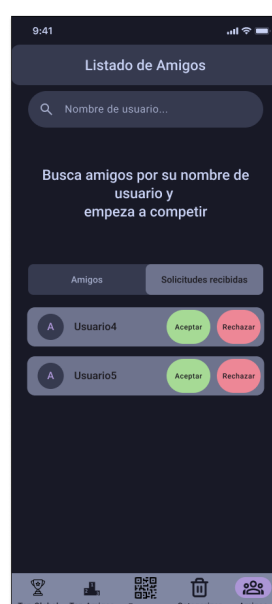 9:41
Listado de Amigos
Nombre de usuario...
Busca amigos por su nombre de
usuario y
empeza a competir
Amigos Solicitudes recibidas
A Usuario4 Aceptar Rechazar
A Usuario5 Aceptar Rechazar